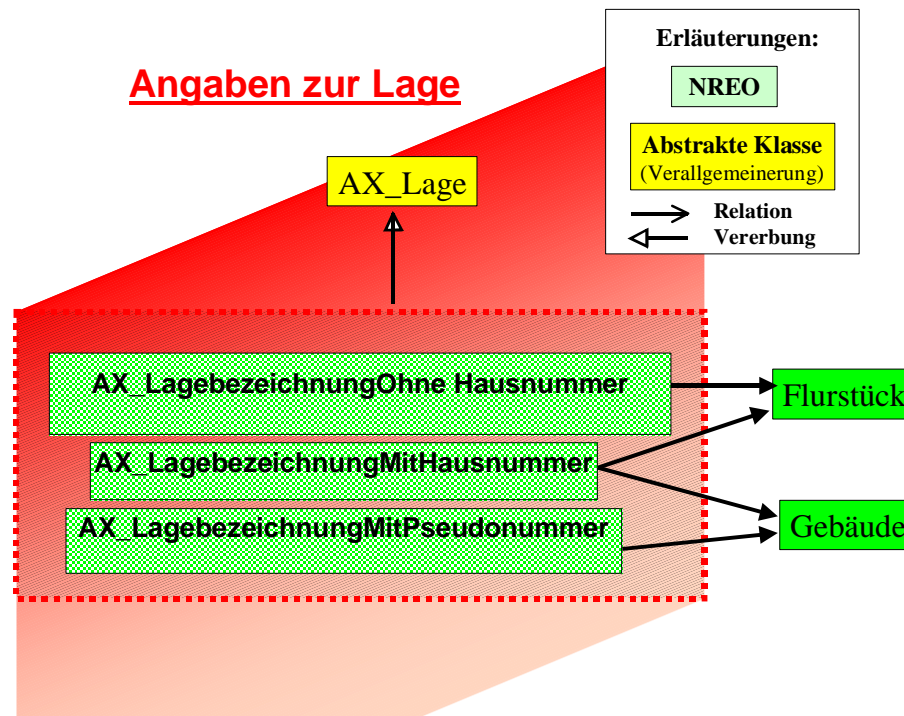 Erläuterungen:
NREO
Abstrakte Klasse
(Verallgemeinerung)
Relation
Vererbung
Angaben zur Lage
AX_Lage
AX_LagebezeichnungOhne Hausnummer
AX_LagebezeichnungMitHausnummer
AX_LagebezeichnungMitPseudonummer
Flurstück
Gebäude